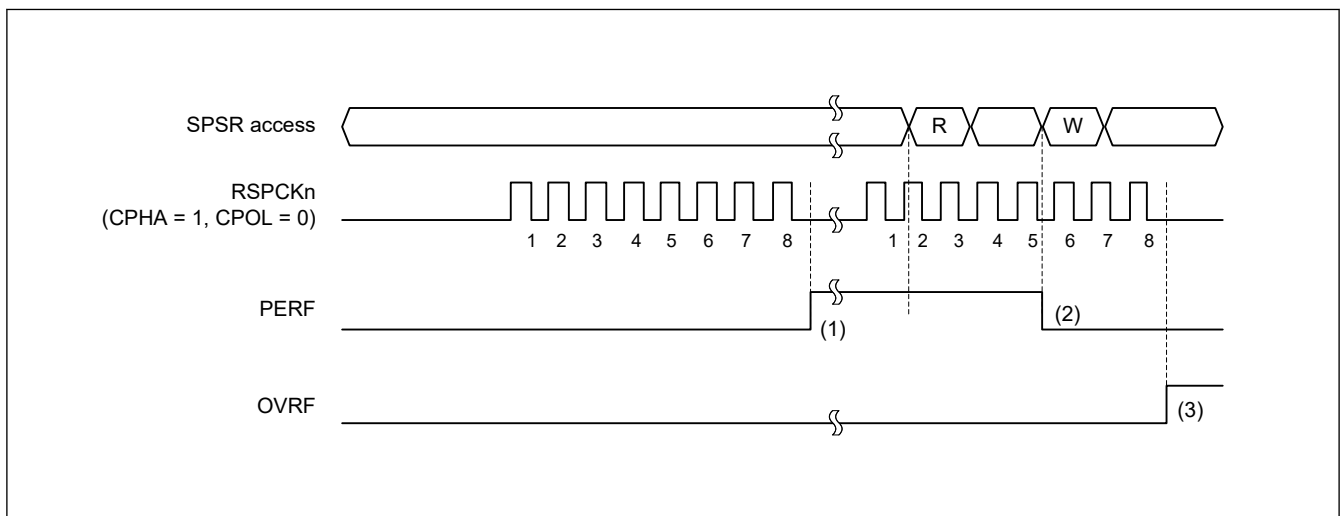 SPSR access
R
W
RSPCKn
(CPHA = 1, CPOL = 0)
1 2 3 4 5 6 7 8 1 2 3 4 5 6 7 8
PERF
(1)
(2)
OVRF
(3)